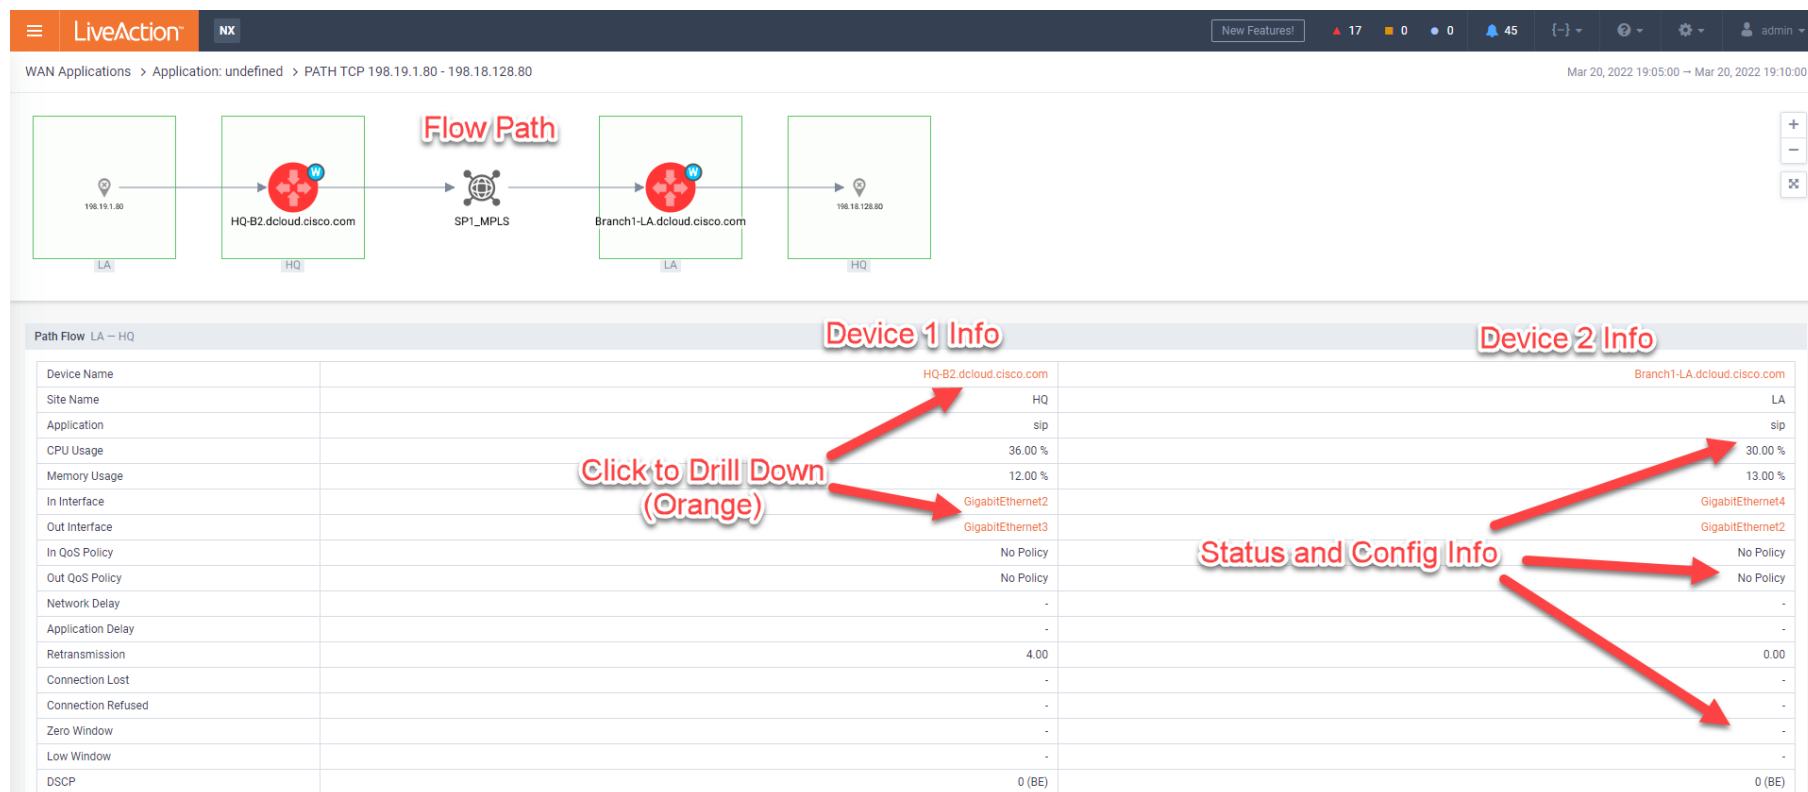 LiveAction NX New Features! 17 0 0 45 {-} ? admin
WAN Applications > Application: undefined > PATH TCP 198.19.1.80 - 198.18.128.80 Mar 20, 2022 19:05:00 → Mar 20, 2022 19:10:00
Flow Path
+
−
W W
198.19.1.80 HQ-B2.dcloud.cisco.com SP1_MPLS Branch1-LA.dcloud.cisco.com 198.18.128.80
LA HQ LA HQ
Path Flow LA — HQ
Device 1 Info Device 2 Info
Device Name HQ-B2.dcloud.cisco.com Branch1-LA.dcloud.cisco.com
Site Name HQ LA
Application sip sip
CPU Usage 36.00 % 30.00 %
Memory Usage 12.00 % 13.00 %
Click to Drill Down
(Orange)
In Interface GigabitEthernet2 GigabitEthernet4
Out Interface GigabitEthernet3 GigabitEthernet2
Status and Config Info
In QoS Policy No Policy No Policy
Out QoS Policy No Policy No Policy
Network Delay - -
Application Delay - -
Retransmission 4.00 0.00
Connection Lost - -
Connection Refused - -
Zero Window - -
Low Window - -
DSCP 0 (BE) 0 (BE)